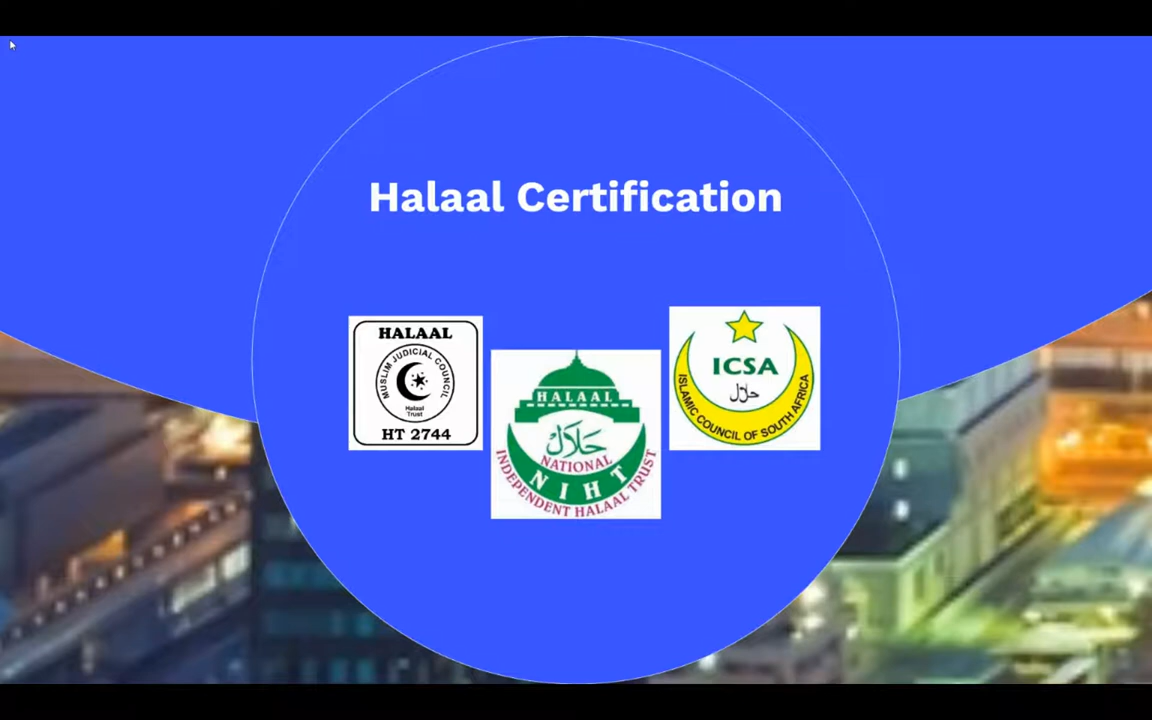 Halaal Certification
HALAAL
MUSLIM JUDICIAL COUNCIL
Halaal
Trust
HT 2744
HALAAL
حلال
NATIONAL
NIHT
INDEPENDENT HALAAL TRUST
ICSA
حلال
ISLAMIC COUNCIL OF SOUTH AFRICA